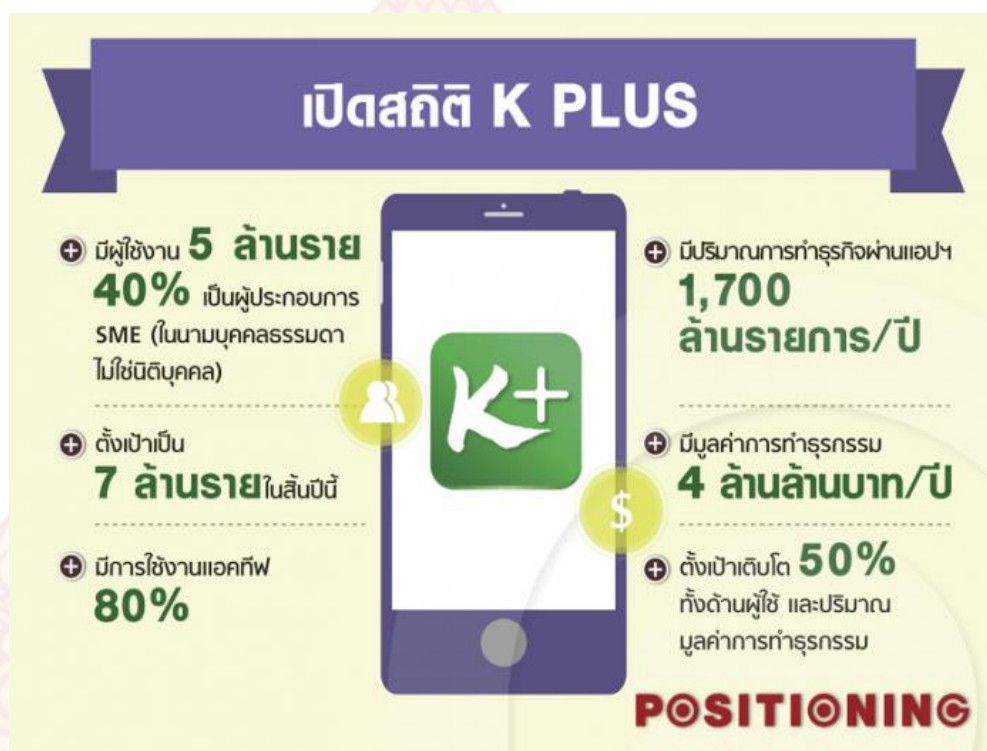 เปิดสถิติ K PLUS
มีผู้ใช้งาน 5 ล้านราย
40% เป็นผู้ประกอบการ
SME (ในนามบุคคลธรรมดา
ไม่ใช่นิติบุคคล)
ตั้งเป้าเป็น
7 ล้านรายในสิ้นปีนี้
มีการใช้งานแอคทีฟ
80%
K+
$
มีปริมาณการทำธุรกิจผ่านแอปฯ
1,700
ล้านรายการ/ปี
มีมูลค่าการทำธุรกรรม
4 ล้านล้านบาท/ปี
ตั้งเป้าเติบโต 50%
ทั้งด้านผู้ใช้ และปริมาณ
มูลค่าการทำธุรกรรม
POSITIONING